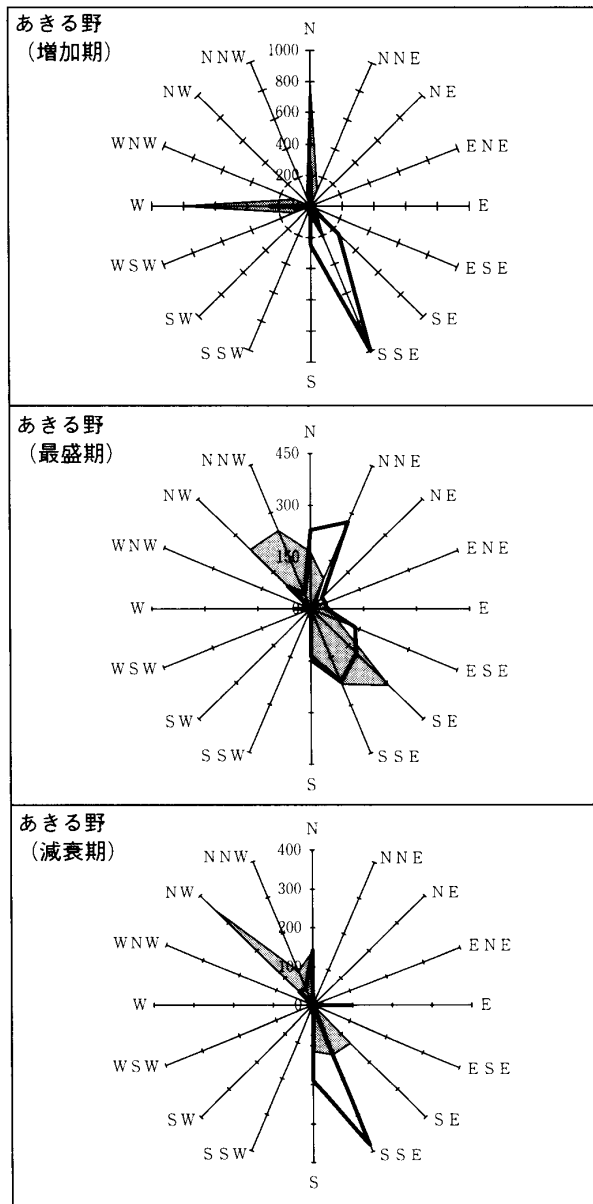 あきる野
（増加期）
N
1000
NNW
NNE
800
NW
NE
600
400
WNW
ENE
200
W
E
WSW
ESE
SW
SE
SSW
SSE
S
あきる野
（最盛期）
N
450
NNW
NNE
NW
300
NE
WNW
150
ENE
W
0
E
WSW
ESE
SW
SE
SSW
SSE
S
あきる野
（減衰期）
N
400
NNW
NNE
300
NW
NE
200
WNW
ENE
100
W
0
E
WSW
ESE
SW
SE
SSW
SSE
S